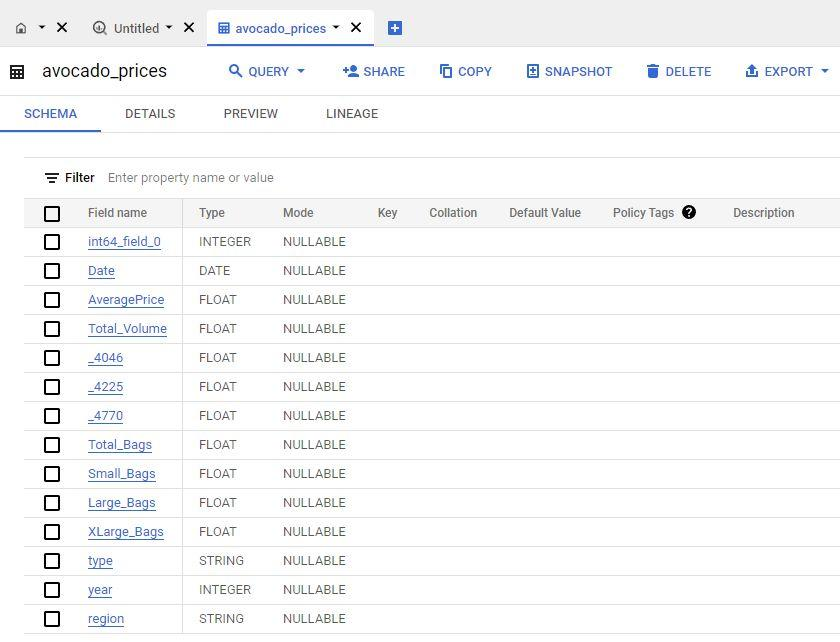 Untitled avocado_prices
avocado_prices QUERY SHARE COPY SNAPSHOT DELETE EXPORT
SCHEMA DETAILS PREVIEW LINEAGE
Filter Enter property name or value
Field name Type Mode Key Collation Default Value Policy Tags ? Description
int64_field_0 INTEGER NULLABLE
Date DATE NULLABLE
AveragePrice FLOAT NULLABLE
Total_Volume FLOAT NULLABLE
_4046 FLOAT NULLABLE
_4225 FLOAT NULLABLE
_4770 FLOAT NULLABLE
Total_Bags FLOAT NULLABLE
Small_Bags FLOAT NULLABLE
Large_Bags FLOAT NULLABLE
XLarge_Bags FLOAT NULLABLE
type STRING NULLABLE
year INTEGER NULLABLE
region STRING NULLABLE